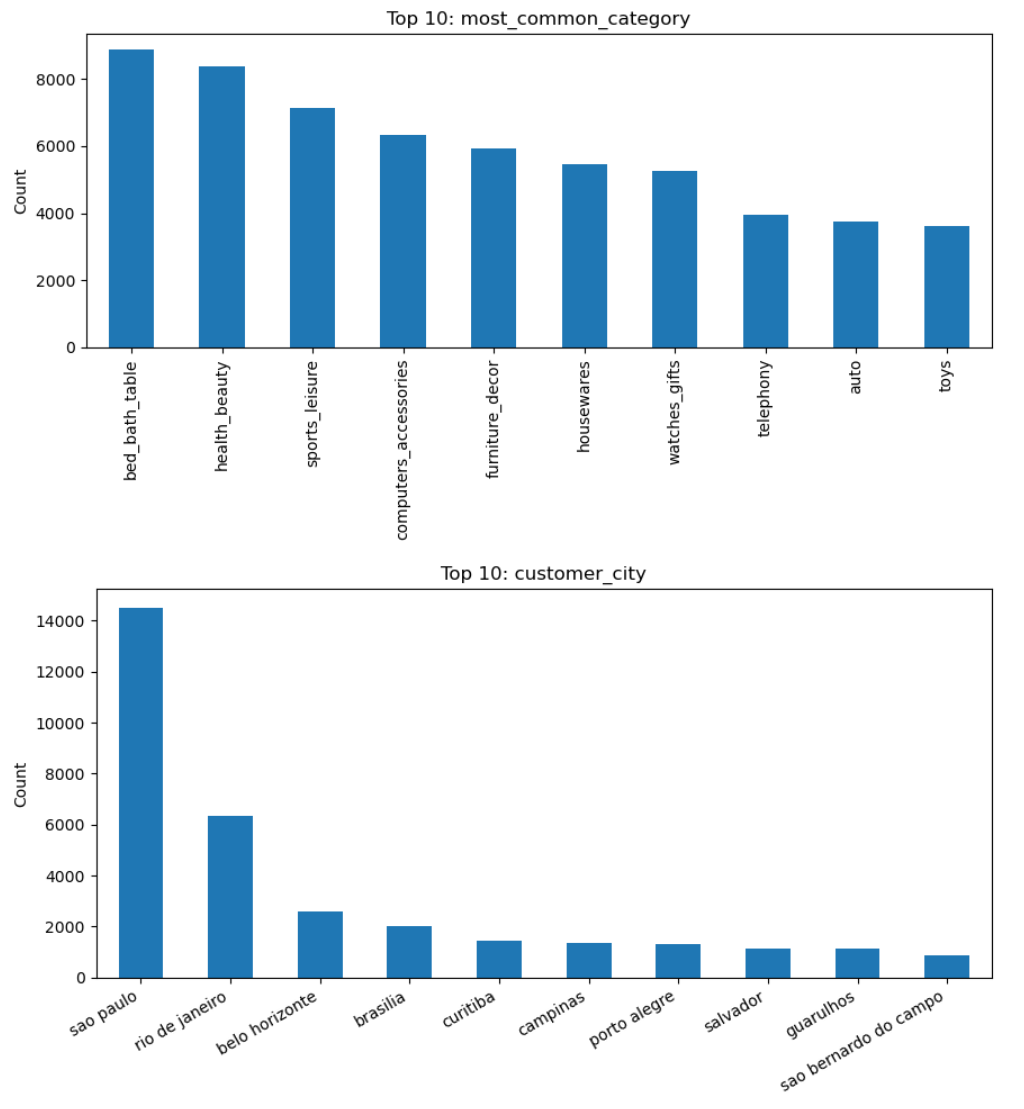 Top 10: most_common_category
Count
8000
6000
4000
2000
0
bed_bath_table
health_beauty
sports_leisure
computers_accessories
furniture_decor
housewares
watches_gifts
telephony
auto
toys
Top 10: customer_city
Count
14000
12000
10000
8000
6000
4000
2000
0
sao paulo
rio de janeiro
belo horizonte
brasilia
curitiba
campinas
porto alegre
salvador
guarulhos
sao bernardo do campo